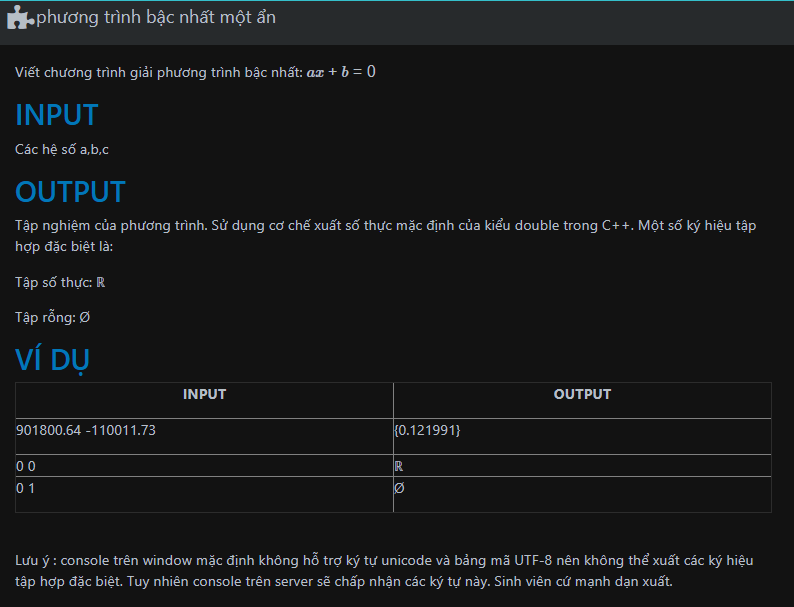 phương trình bậc nhất một ẩn
Viết chương trình giải phương trình bậc nhất: ax + b = 0
INPUT
Các hệ số a,b,c
OUTPUT
Tập nghiệm của phương trình. Sử dụng cơ chế xuất số thực mặc định của kiểu double trong C++. Một số ký hiệu tập
hợp đặc biệt là:
Tập số thực: ℝ
Tập rỗng: Ø
VÍ DỤ
INPUT OUTPUT
901800.64 -110011.73 {0.121991}
0 0 ℝ
0 1 Ø
Lưu ý : console trên window mặc định không hỗ trợ ký tự unicode và bảng mã UTF-8 nên không thể xuất các ký hiệu
tập hợp đặc biệt. Tuy nhiên console trên server sẽ chấp nhận các ký tự này. Sinh viên cứ mạnh dạn xuất.